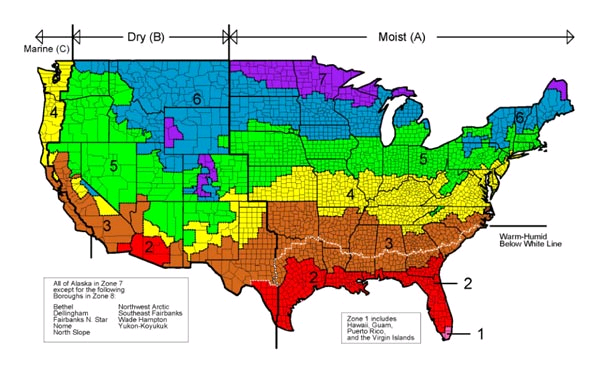 Marine (C)
Dry (B)
Moist (A)
7
6
6
4
5
5
4
3
3
2
2
Warm-Humid
Below White Line
2
1
All of Alaska in Zone 7
except for the following
Boroughs in Zone 8:
Bethel
Dellingham
Fairbanks N. Star
Nome
North Slope
Northwest Arctic
Southeast Fairbanks
Wade Hampton
Yukon-Koyukuk
Zone 1 includes
Hawaii, Guam,
Puerto Rico,
and the Virgin Islands